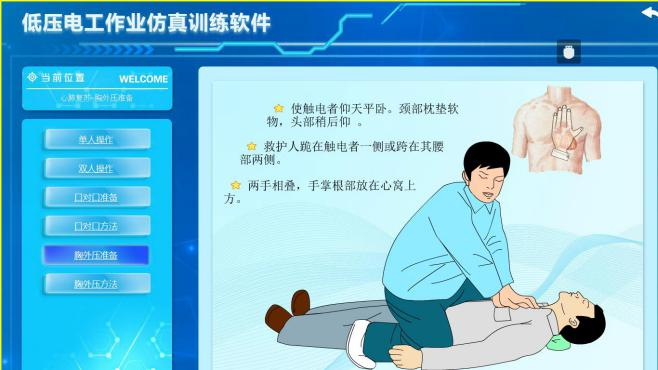 低压电工作业仿真训练软件
当前位置 WELCOME
心肺复苏-胸外压准备
单人操作
双人操作
口对口准备
口对口方法
胸外压准备
胸外压方法
使触电者仰天平卧。颈部枕垫软
物，头部稍后仰 。
救护人跪在触电者一侧或跨在其腰
部两侧。
两手相叠，手掌根部放在心窝上
方。